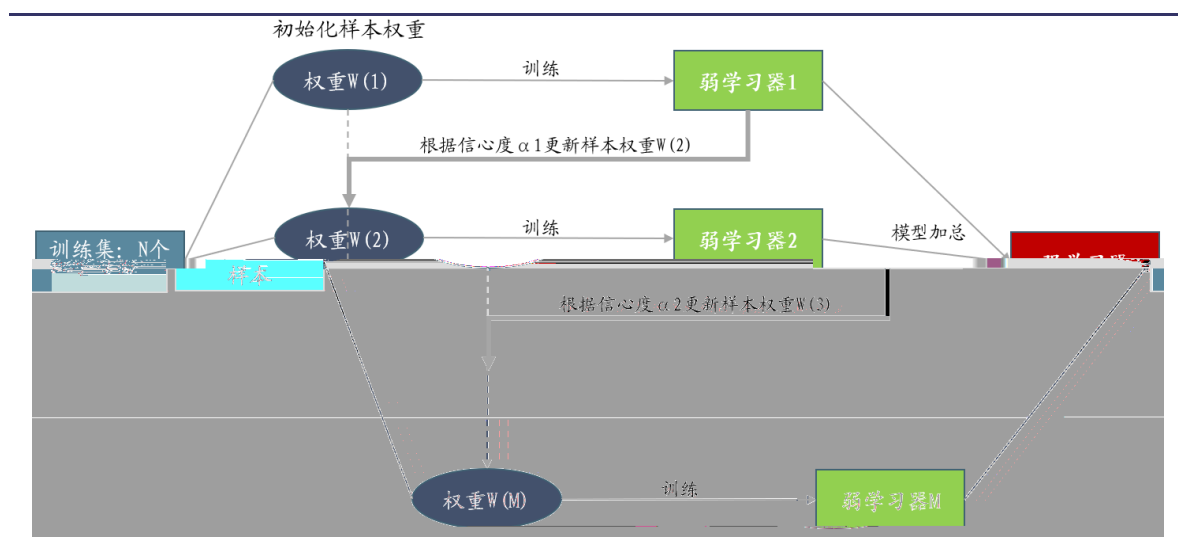 初始化样本权重
权重W(1)
训练
弱学习器1
根据信心度α1更新样本权重W(2)
训练集：N个
样本
权重W(2)
训练
弱学习器2
模型加总
弱学习器
根据信心度α2更新样本权重W(3)
权重W(M)
训练
弱学习器M